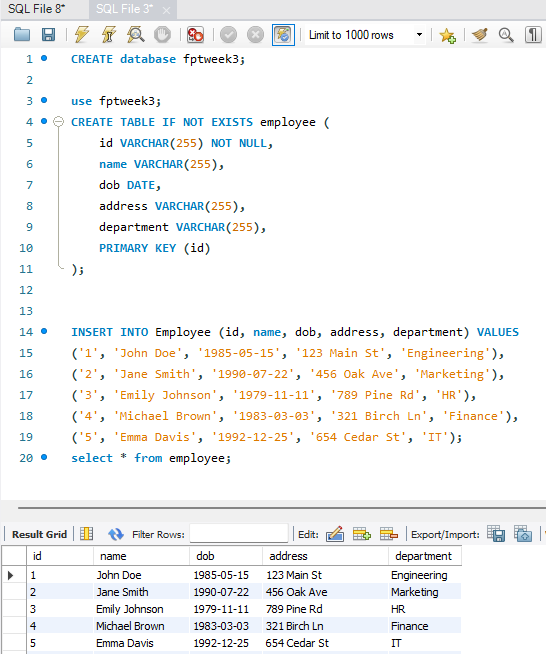 SQL File 8*
SQL File 3*
Limit to 1000 rows
1 CREATE database fptweek3;
2
3 use fptweek3;
4 CREATE TABLE IF NOT EXISTS employee (
5 id VARCHAR(255) NOT NULL,
6 name VARCHAR(255),
7 dob DATE,
8 address VARCHAR(255),
9 department VARCHAR(255),
10 PRIMARY KEY (id)
11 );
12
13
14 INSERT INTO Employee (id, name, dob, address, department) VALUES
15 ('1', 'John Doe', '1985-05-15', '123 Main St', 'Engineering'),
16 ('2', 'Jane Smith', '1990-07-22', '456 Oak Ave', 'Marketing'),
17 ('3', 'Emily Johnson', '1979-11-11', '789 Pine Rd', 'HR'),
18 ('4', 'Michael Brown', '1983-03-03', '321 Birch Ln', 'Finance'),
19 ('5', 'Emma Davis', '1992-12-25', '654 Cedar St', 'IT');
20 select * from employee;
Result Grid Filter Rows: Edit: Export/Import:
id name dob address department
1 John Doe 1985-05-15 123 Main St Engineering
2 Jane Smith 1990-07-22 456 Oak Ave Marketing
3 Emily Johnson 1979-11-11 789 Pine Rd HR
4 Michael Brown 1983-03-03 321 Birch Ln Finance
5 Emma Davis 1992-12-25 654 Cedar St IT